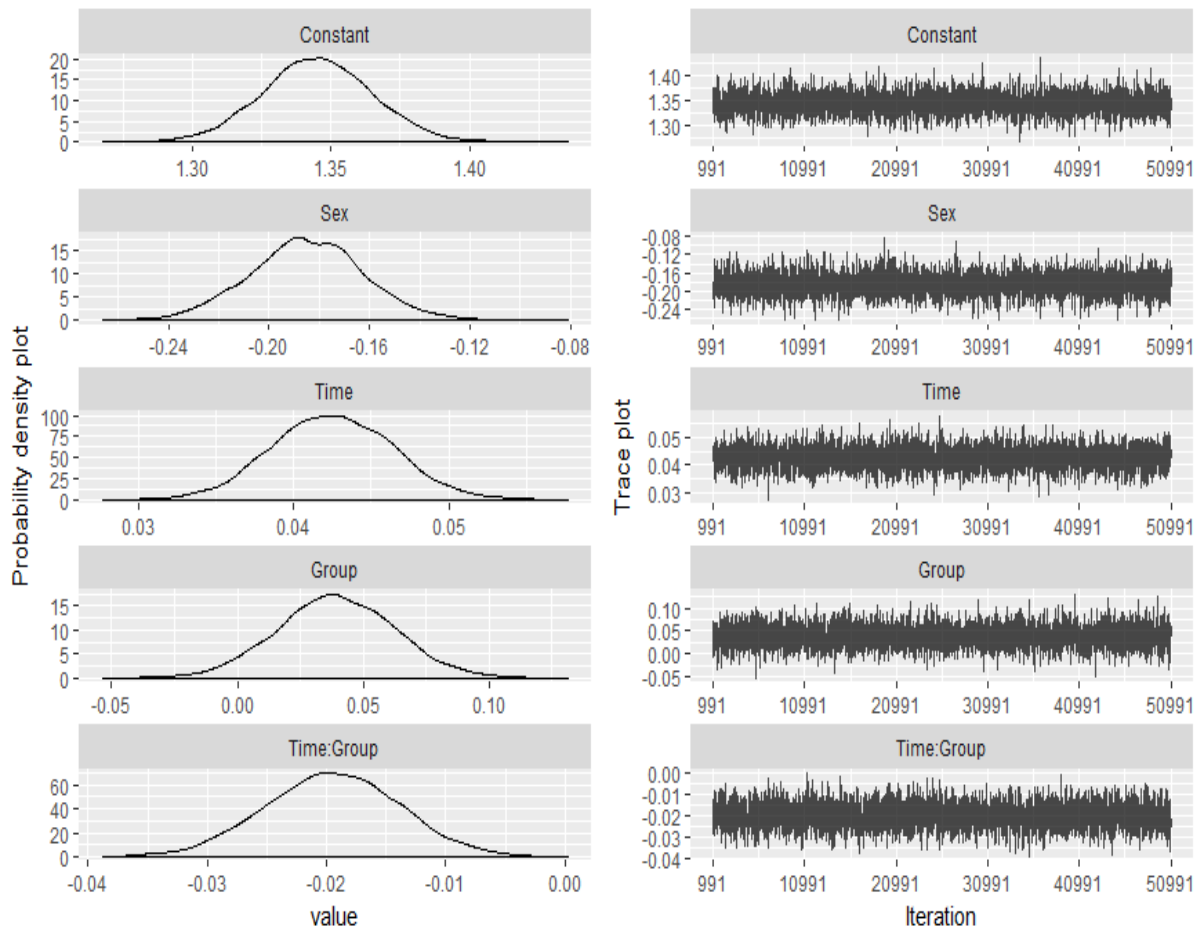 Constant
20
15
10
5
0
1.30 1.35 1.40
Sex
15
10
5
0
-0.24 -0.20 -0.16 -0.12 -0.08
Time
100
75
50
25
0
0.03 0.04 0.05
Group
15
10
5
0
-0.05 0.00 0.05 0.10
Time:Group
60
40
20
0
-0.04 -0.03 -0.02 -0.01 0.00
value
Probability density plot
Constant
1.40
1.35
1.30
991 10991 20991 30991 40991 50991
Sex
-0.08
-0.12
-0.16
-0.20
-0.24
991 10991 20991 30991 40991 50991
Time
0.05
0.04
0.03
991 10991 20991 30991 40991 50991
Group
0.10
0.05
0.00
-0.05
991 10991 20991 30991 40991 50991
Time:Group
0.00
-0.01
-0.02
-0.03
-0.04
991 10991 20991 30991 40991 50991
Iteration
Trace plot